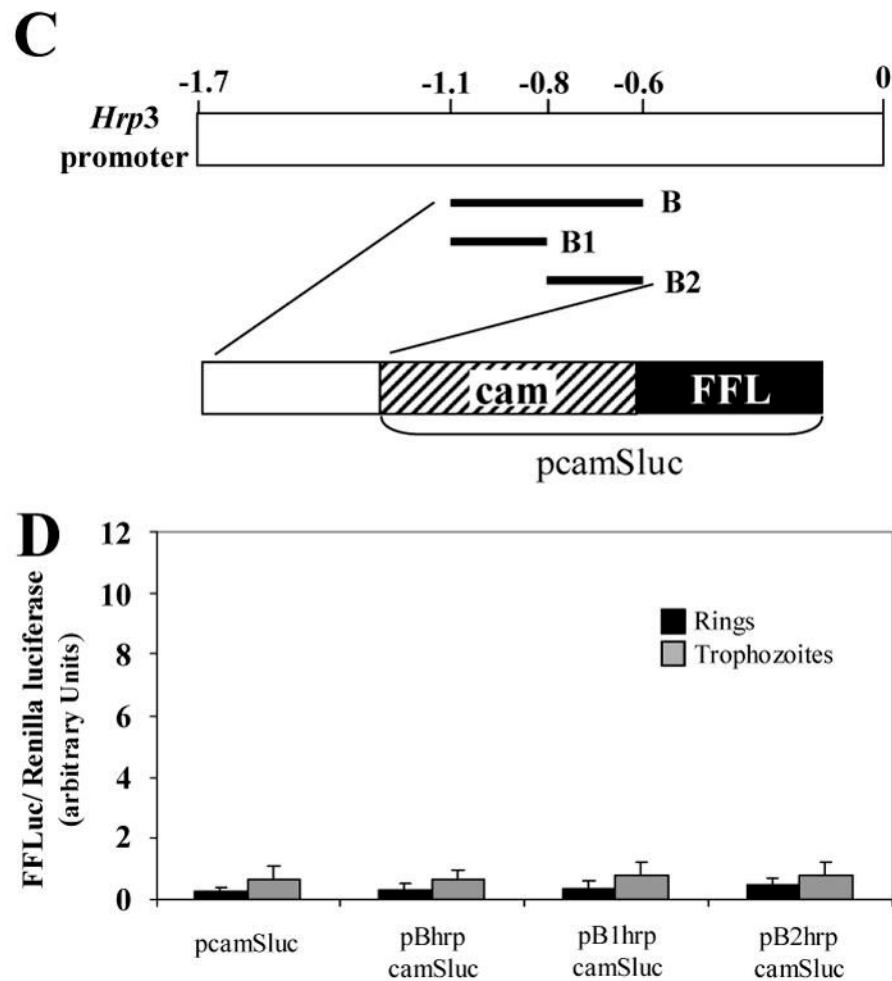 C
-1.7 -1.1 -0.8 -0.6 0
Hrp3
promoter
B
B1
B2
cam FFL
pcamSluc
D
FFLuc/ Renilla luciferase
(arbitrary Units)
12
10
8
6
4
2
0
Rings
Trophozoites
pcamSluc
pBhrp
camSluc
pB1hrp
camSluc
pB2hrp
camSluc